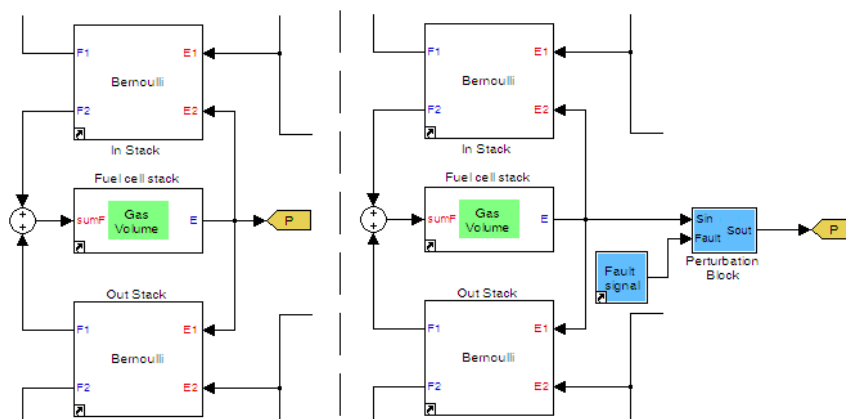 F1
E1
Bernoulli
F2
E2
In Stack
Fuel cell stack
sumF
Gas
Volume
E
P
Out Stack
F1
E1
Bernoulli
F2
E2
F1
E1
Bernoulli
F2
E2
In Stack
Fuel cell stack
sumF
Gas
Volume
E
Sin
Fault
Sout
P
Perturbation
Block
Fault
signal
Out Stack
F1
E1
Bernoulli
F2
E2